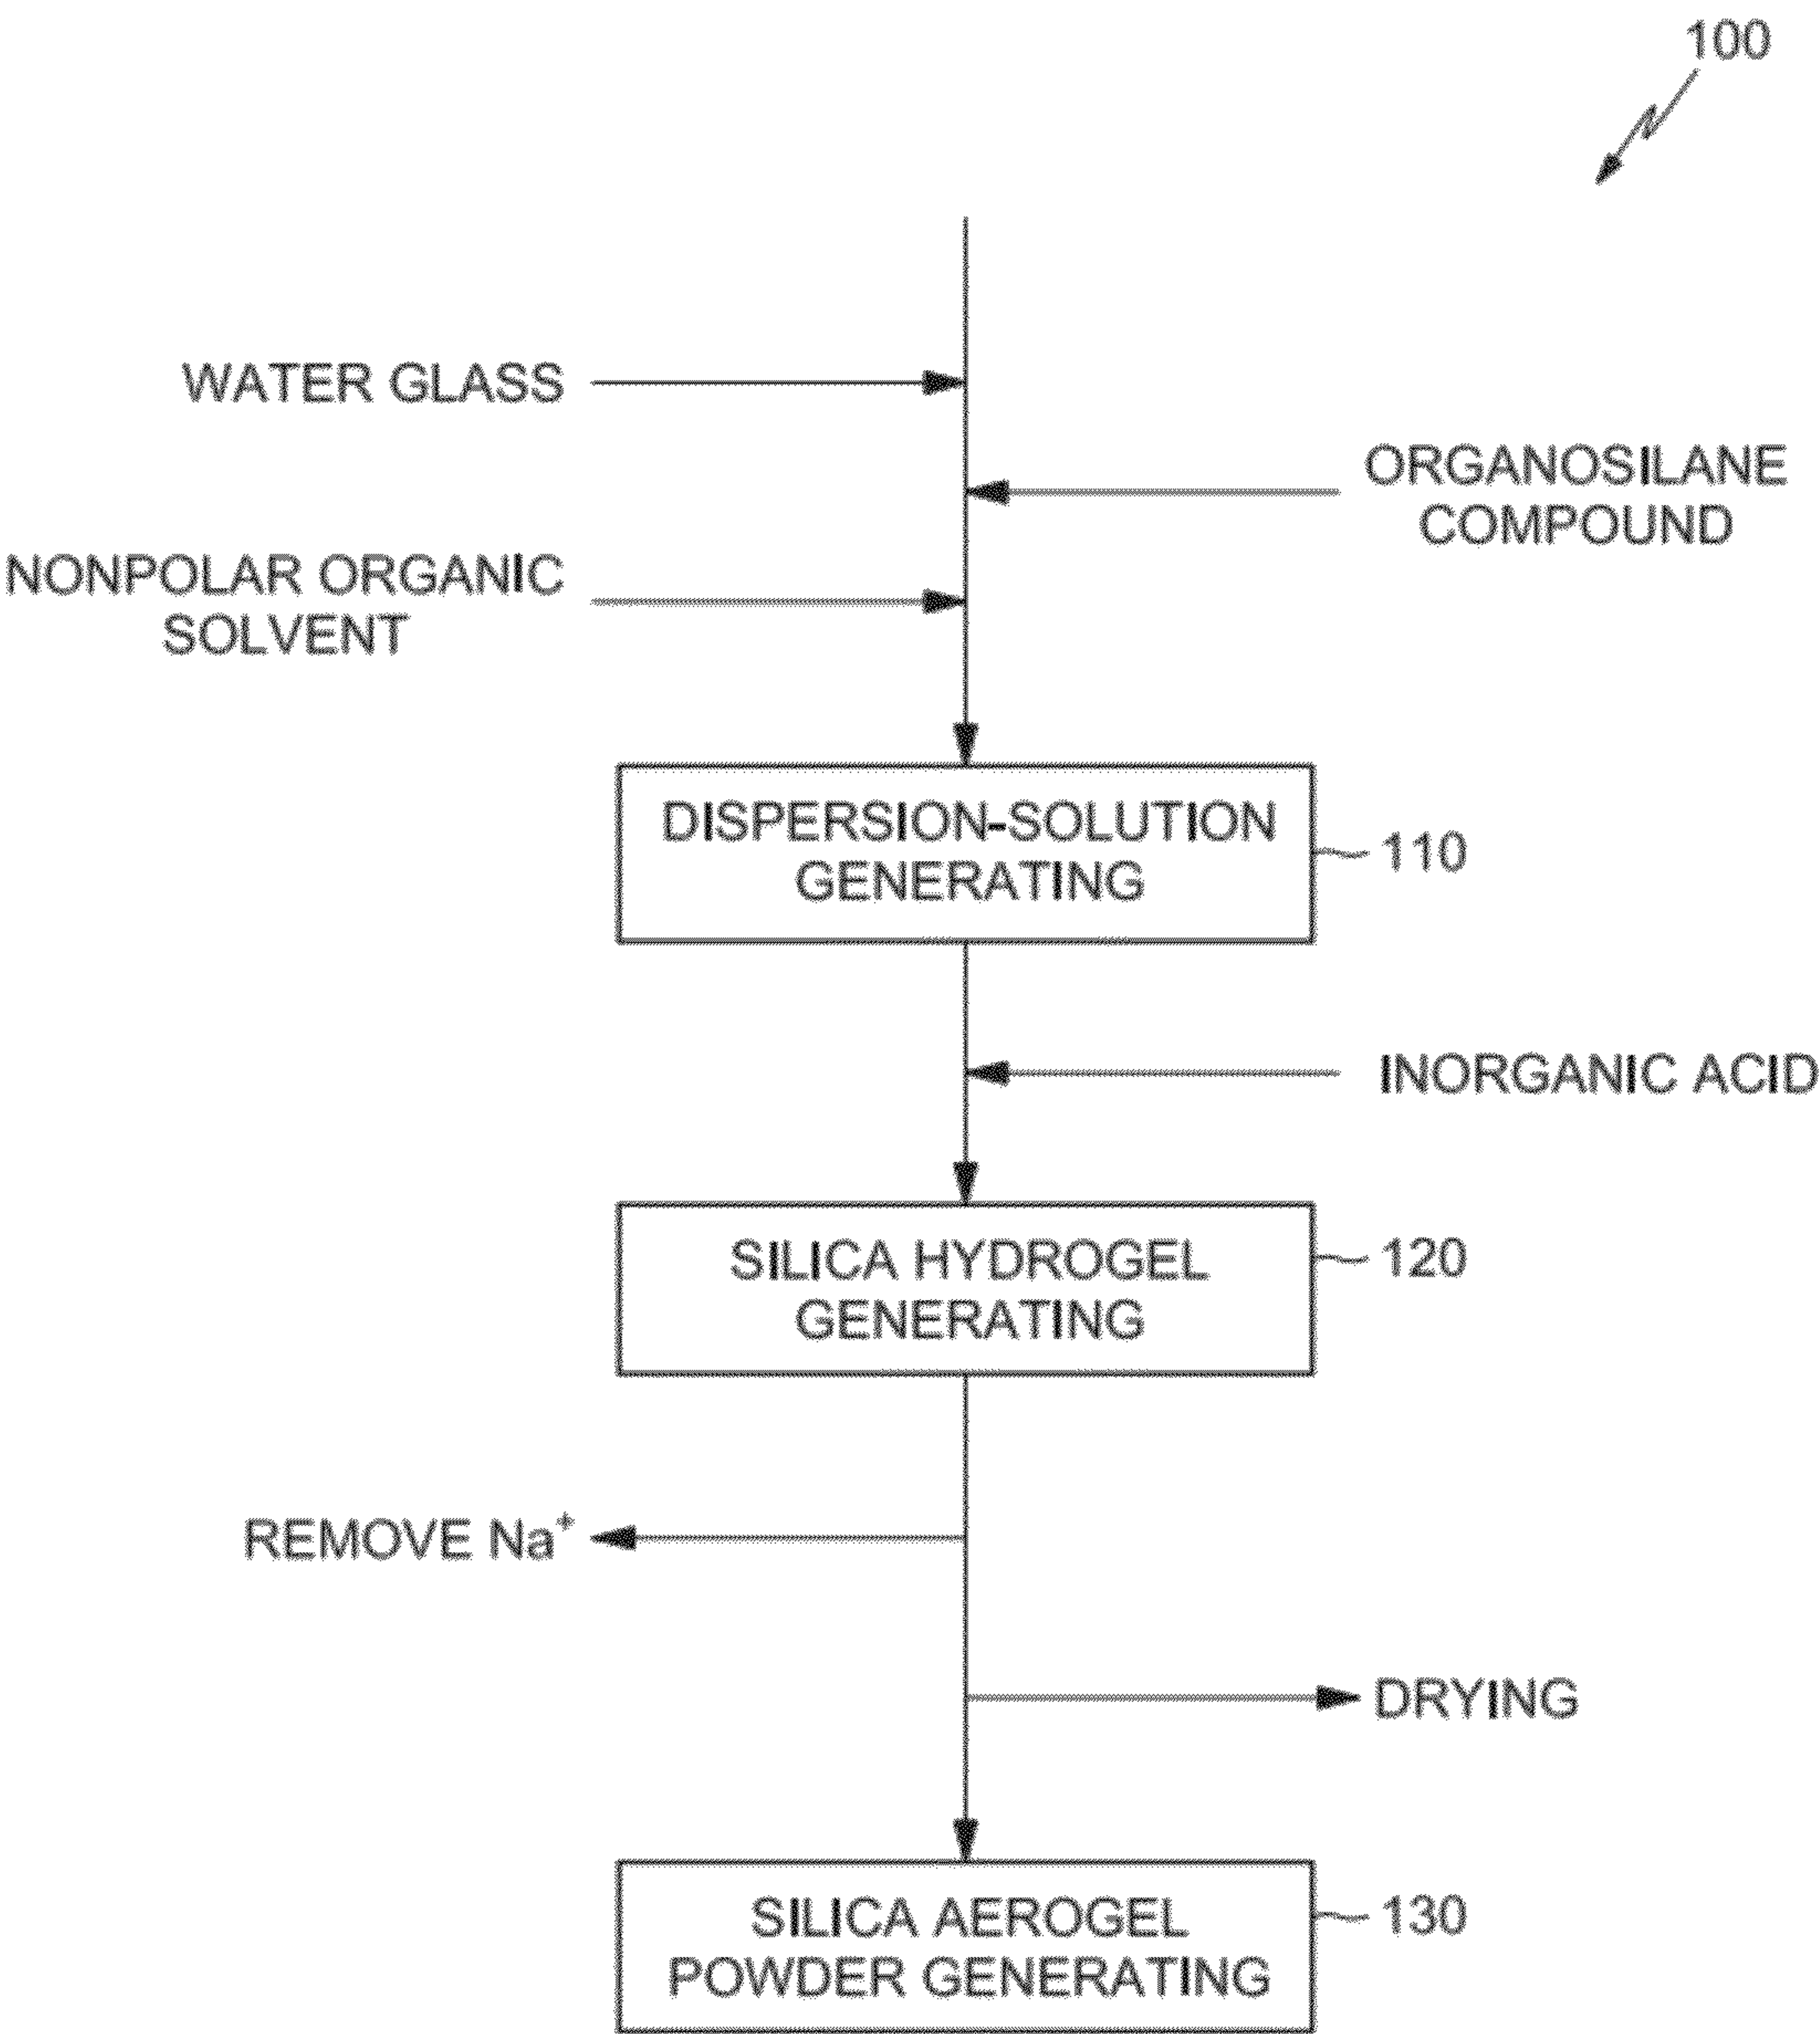 100
WATER GLASS
ORGANOSILANE
COMPOUND
NONPOLAR ORGANIC
SOLVENT
DISPERSION-SOLUTION
GENERATING
110
INORGANIC ACID
SILICA HYDROGEL
GENERATING
120
REMOVE Na⁺
DRYING
SILICA AEROGEL
POWDER GENERATING
130